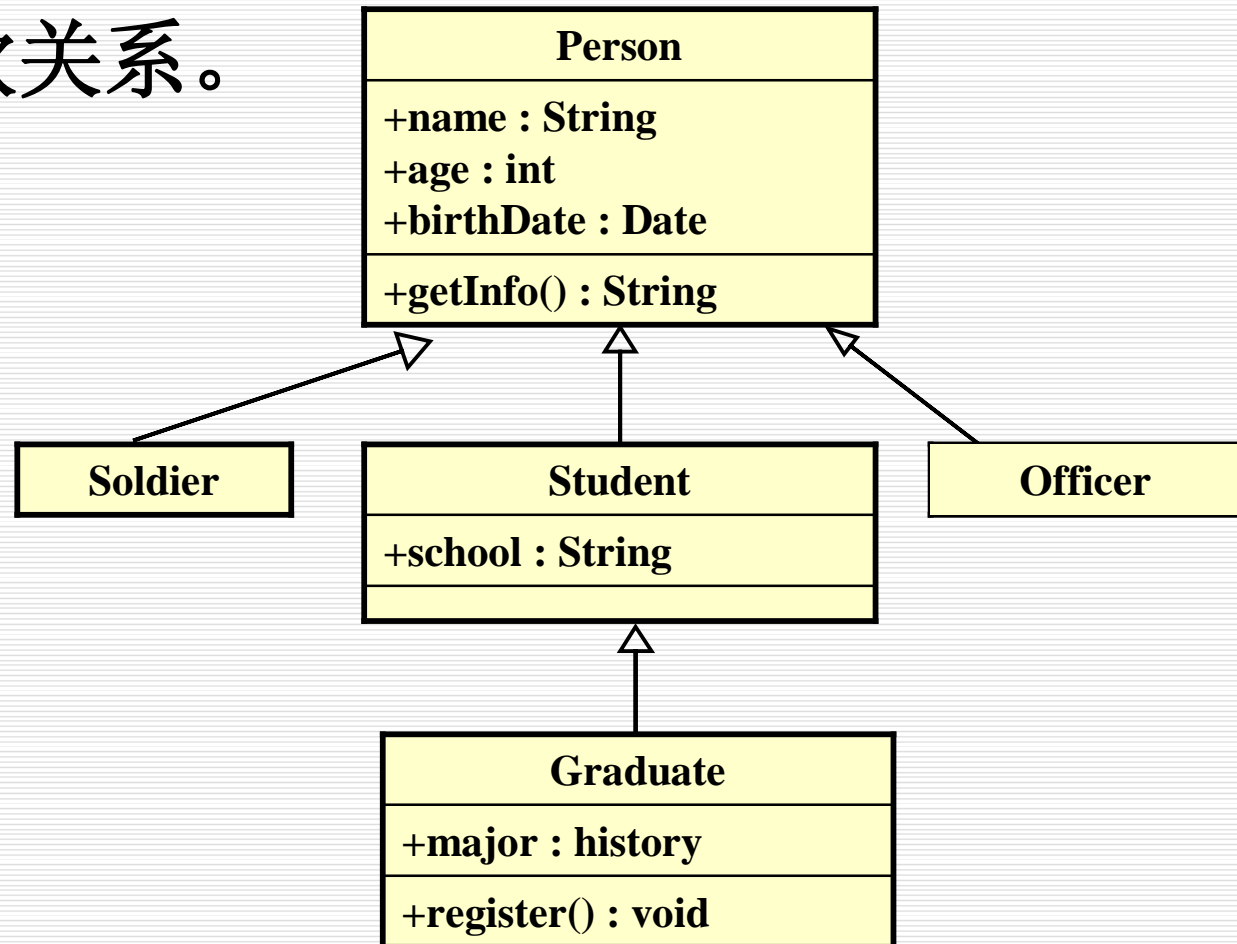 关系。
Person
+name : String
+age : int
+birthDate : Date
+getInfo() : String
Soldier
Student
Officer
+school : String
Graduate
+major : history
+register() : void